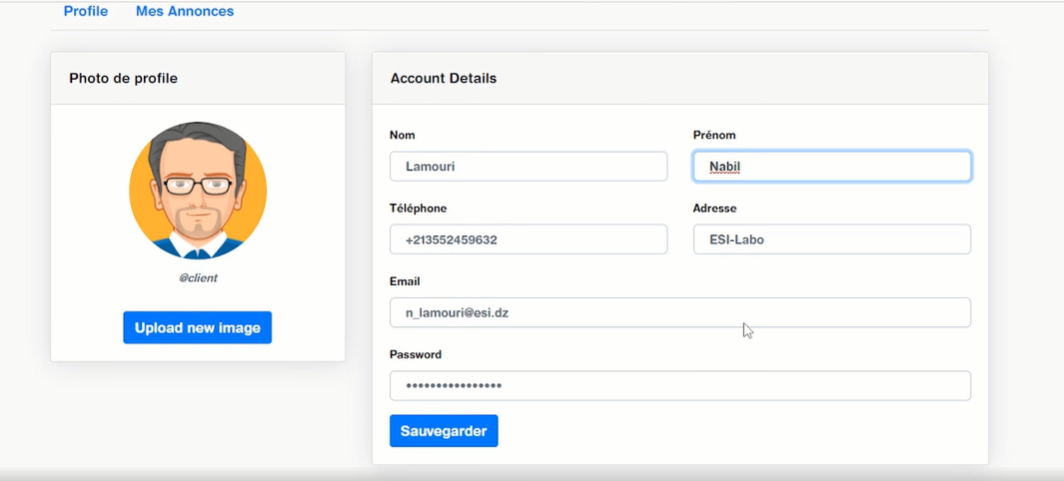 Profile Mes Annonces
Photo de profile
@client
Upload new image
Account Details
Nom Prénom
Lamouri Nabil
Téléphone Adresse
+213552459632 ESI-Labo
Email
n_lamouri@esi.dz
Password
••••••••••••••••
Sauvegarder